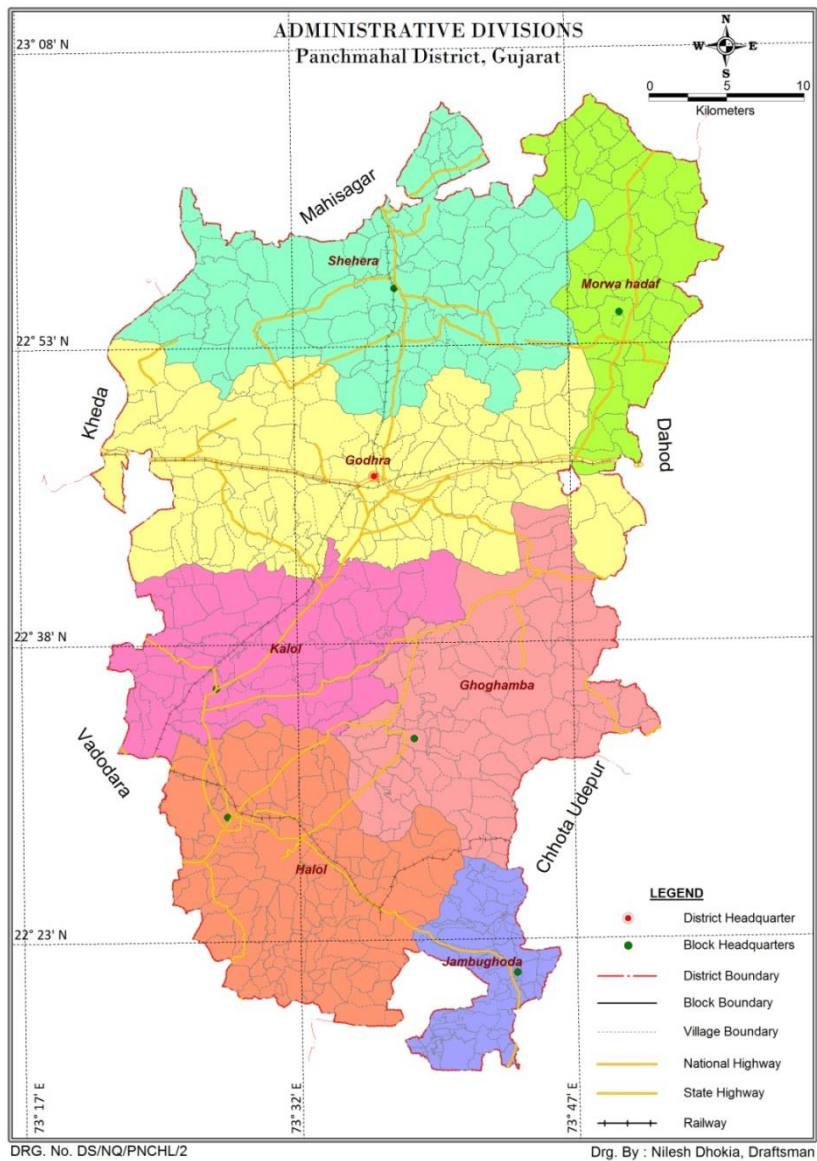 ADMINISTRATIVE DIVISIONS
Panchmahal District, Gujarat
N
W E
S
0 5 10
Kilometers
23° 08' N
Mahisagar
Shehera
Morwa hadaf
22° 53' N
Kheda
Dahod
Godhra
22° 38' N
Kalol
Ghoghamba
Vadodara
Chhota Udepur
Halol
22° 23' N
Jambughoda
LEGEND
District Headquarter
Block Headquarters
District Boundary
Block Boundary
Village Boundary
National Highway
State Highway
Railway
73° 17' E
73° 32' E
73° 47' E
DRG. No. DS/NQ/PNCHL/2
Drg. By : Nilesh Dhokia, Draftsman